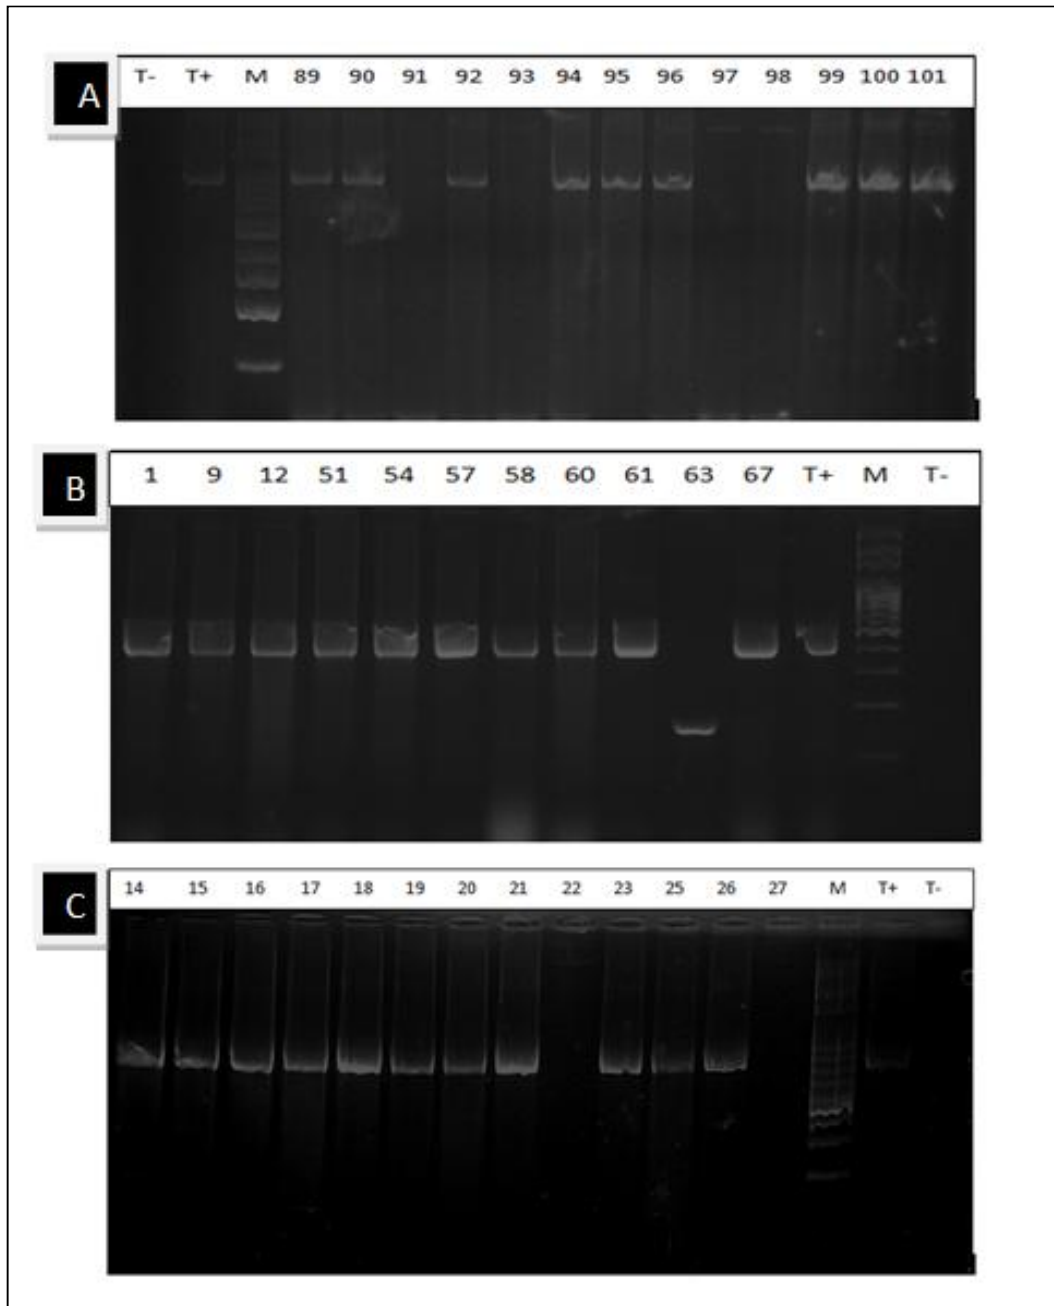 A
T- T+ M 89 90 91 92 93 94 95 96 97 98 99 100 101
B
1 9 12 51 54 57 58 60 61 63 67 T+ M T-
C
14 15 16 17 18 19 20 21 22 23 25 26 27 M T+ T-